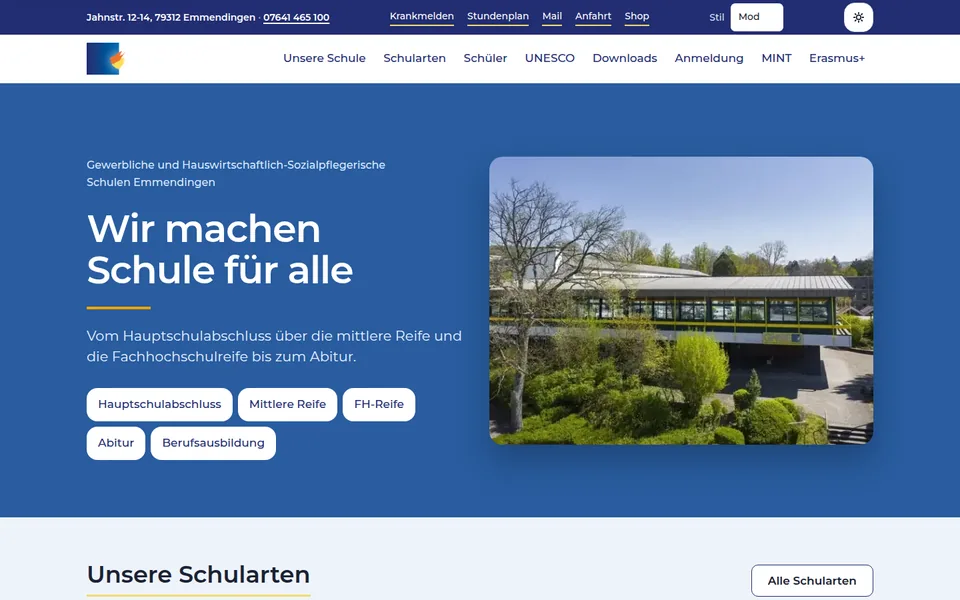 Jahnstr. 12-14, 79312 Emmendingen · 07641 465 100
Krankmelden Stundenplan Mail Anfahrt Shop
Stil Mod
Unsere Schule Schularten Schüler UNESCO Downloads Anmeldung MINT Erasmus+
Gewerbliche und Hauswirtschaftlich-Sozialpflegerische
Schulen Emmendingen
Wir machen
Schule für alle
Vom Hauptschulabschluss über die mittlere Reife und
die Fachhochschulreife bis zum Abitur.
Hauptschulabschluss Mittlere Reife FH-Reife
Abitur Berufsausbildung
Unsere Schularten
Alle Schularten